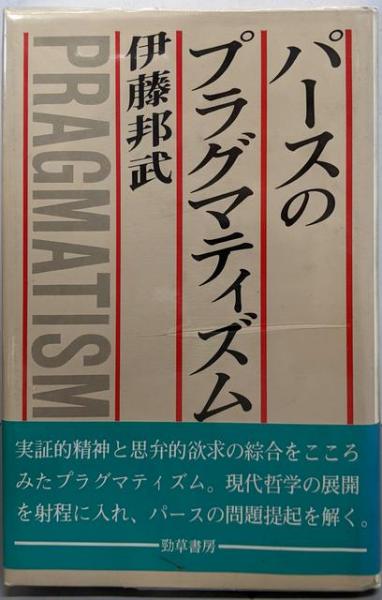 パースの
プラグマティズム
伊藤邦武
PRAGMATISM
実証的精神と思弁的欲求の綜合をこころ
みたプラグマティズム。現代哲学の展開
を射程に入れ、パースの問題提起を解く。
勁草書房